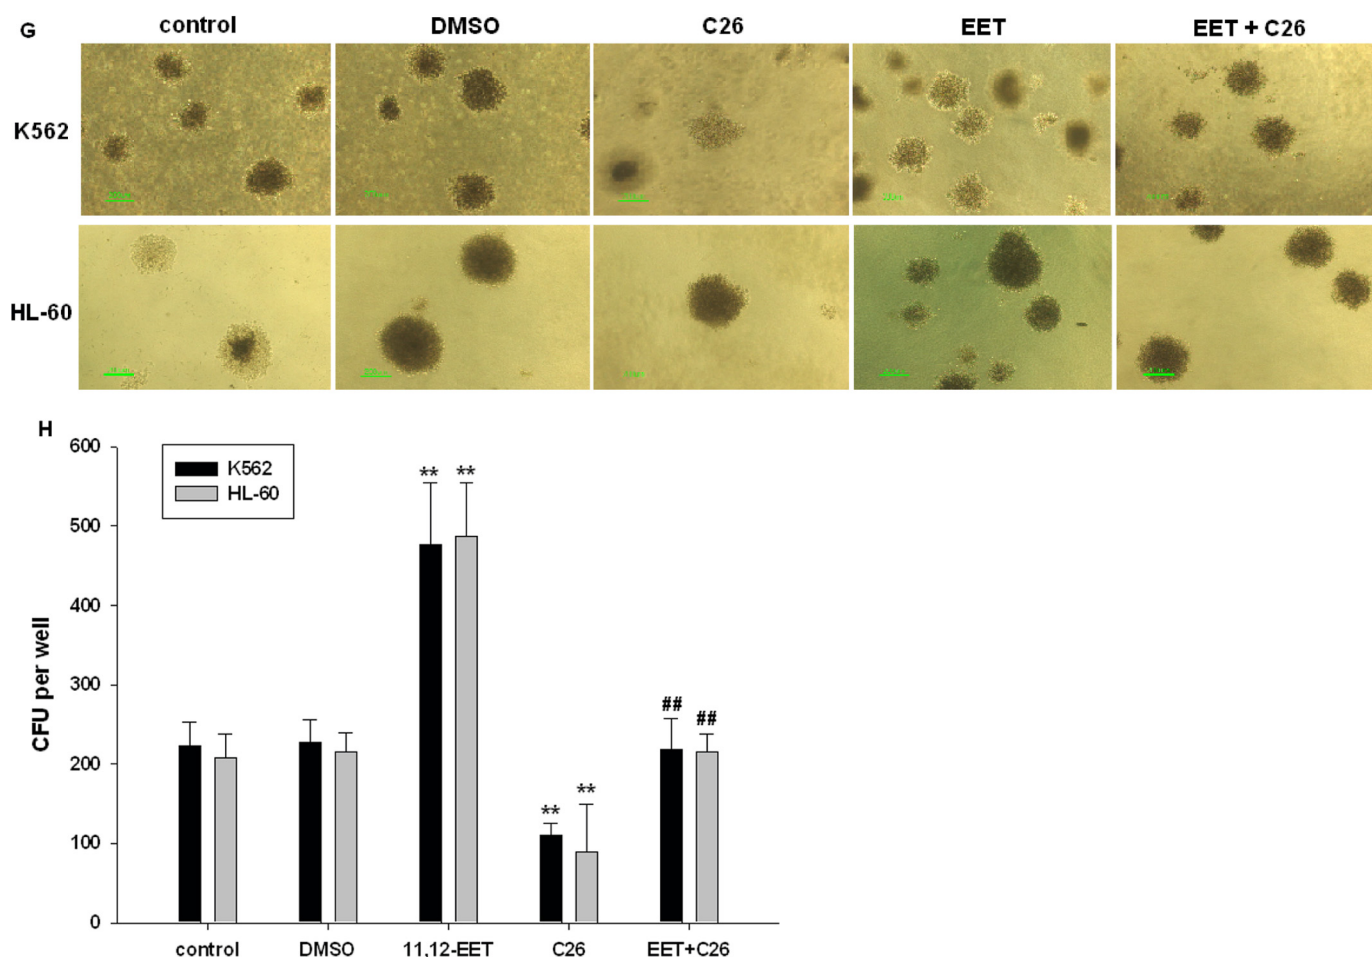 G
control DMSO C26 EET EET + C26
K562
HL-60
H
600
500
400
300
200
100
0
CFU per well
K562
HL-60
** **
** **
## ##
control DMSO 11,12-EET C26 EET+C26